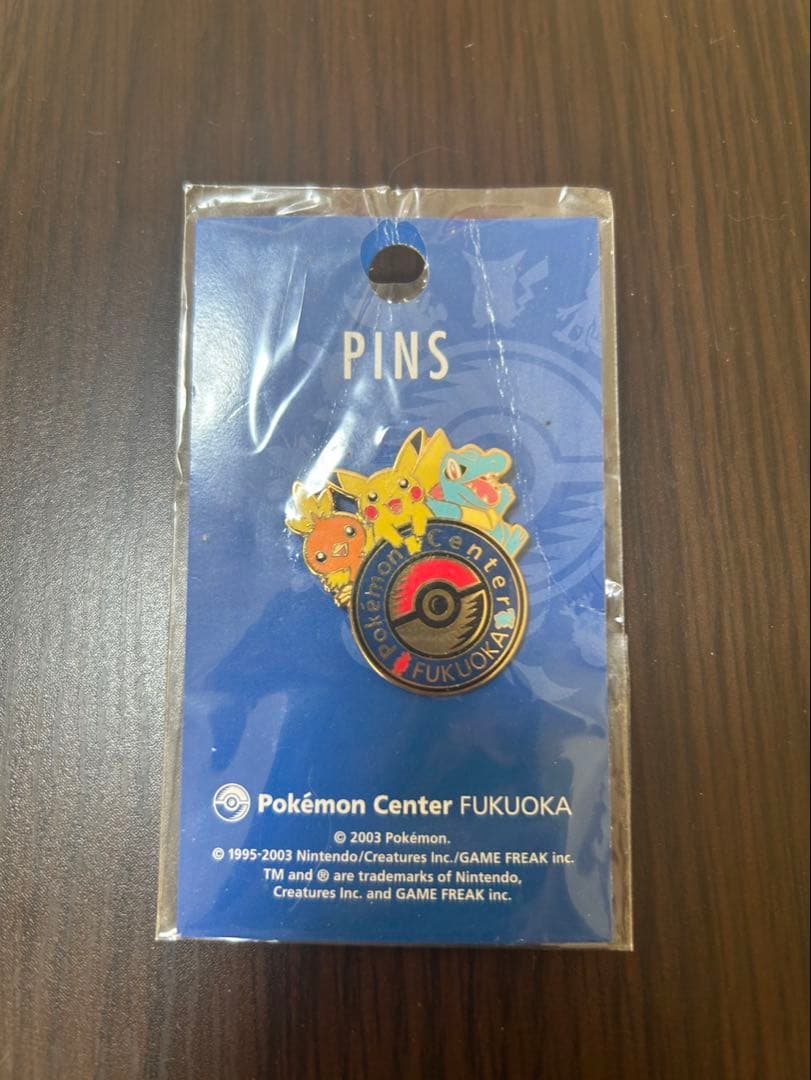 PINS
Pokémon Center
FUKUOKA
Pokémon Center FUKUOKA
© 2003 Pokémon.
© 1995-2003 Nintendo/Creatures Inc./GAME FREAK inc.
TM and ® are trademarks of Nintendo,
Creatures Inc. and GAME FREAK inc.